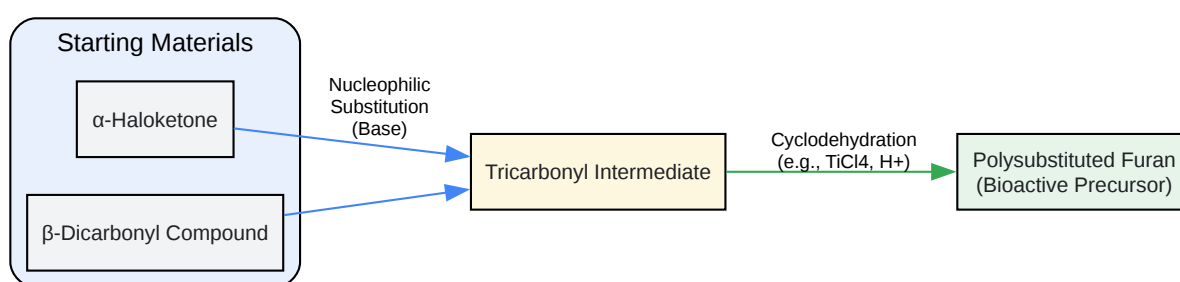 Starting Materials
α-Haloketone
β-Dicarbonyl Compound
Nucleophilic
Substitution
(Base)
Tricarbonyl Intermediate
Cyclodehydration
(e.g., TiCl4, H+)
Polysubstituted Furan
(Bioactive Precursor)